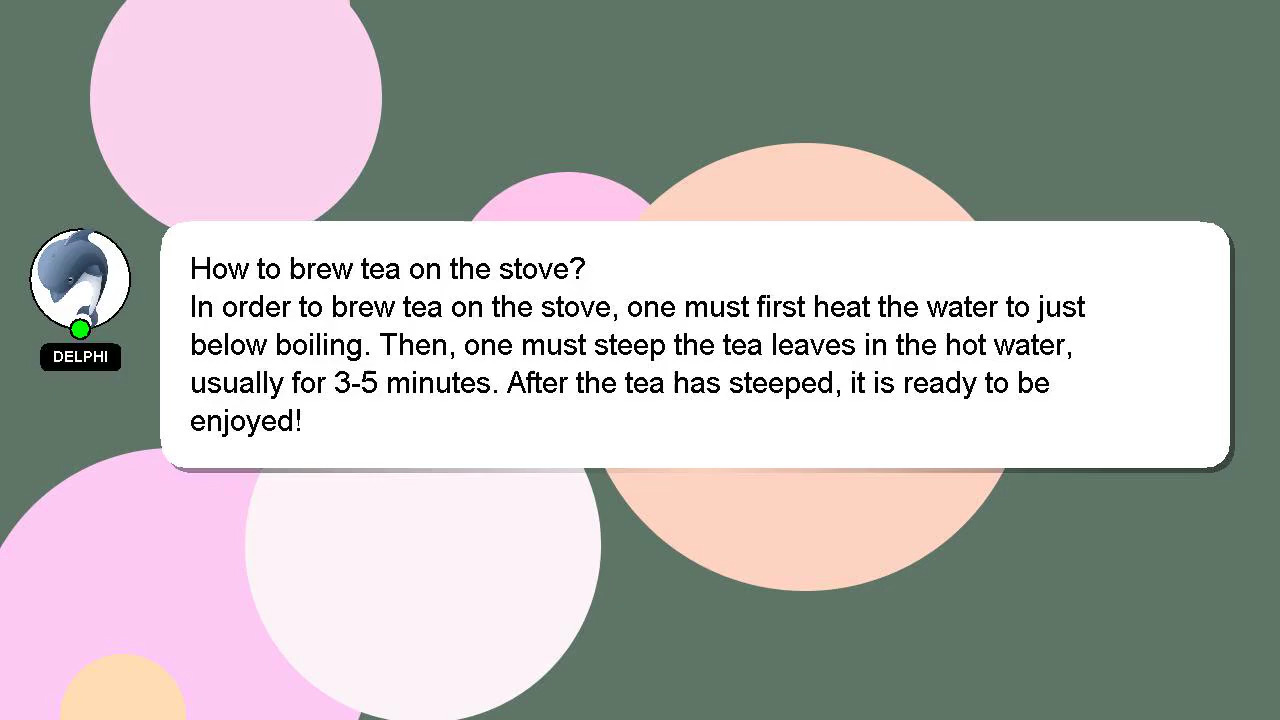 How to brew tea on the stove?
In order to brew tea on the stove, one must first heat the water to just
below boiling. Then, one must steep the tea leaves in the hot water,
usually for 3-5 minutes. After the tea has steeped, it is ready to be
enjoyed!
DELPHI